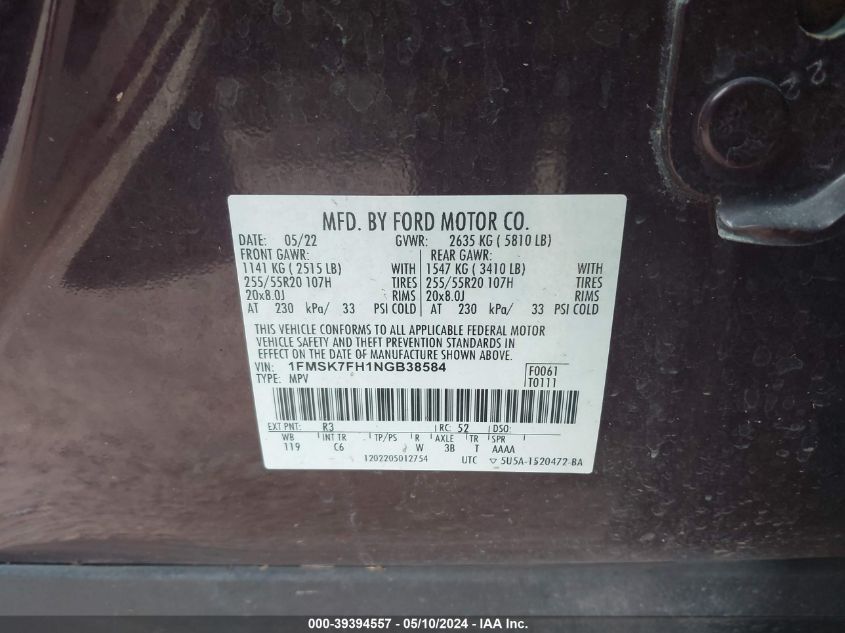 22
MFD. BY FORD MOTOR CO.
DATE: 05/22 GVWR: 2635 KG ( 5810 LB)
FRONT GAWR: REAR GAWR:
1141 KG ( 2515 LB) WITH 1547 KG ( 3410 LB) WITH
255/55R20 107H TIRES 255/55R20 107H TIRES
20x8.0J RIMS 20x8.0J RIMS
AT 230 kPa/ 33 PSI COLD AT 230 kPa/ 33 PSI COLD
THIS VEHICLE CONFORMS TO ALL APPLICABLE FEDERAL MOTOR
VEHICLE SAFETY AND THEFT PREVENTION STANDARDS IN
EFFECT ON THE DATE OF MANUFACTURE SHOWN ABOVE.
VIN: 1FMSK7FH1NGB38584 F0061
TYPE: MPV T0111
EXT PNT: R3 RC: 52 DSO:
WB INT TR TP/PS R AXLE TR SPR
119 C6 W 3B T AAAA
1202205012754 UTC ▽ 5U5A-1520472-BA
000-39394557 - 05/10/2024 - IAA Inc.